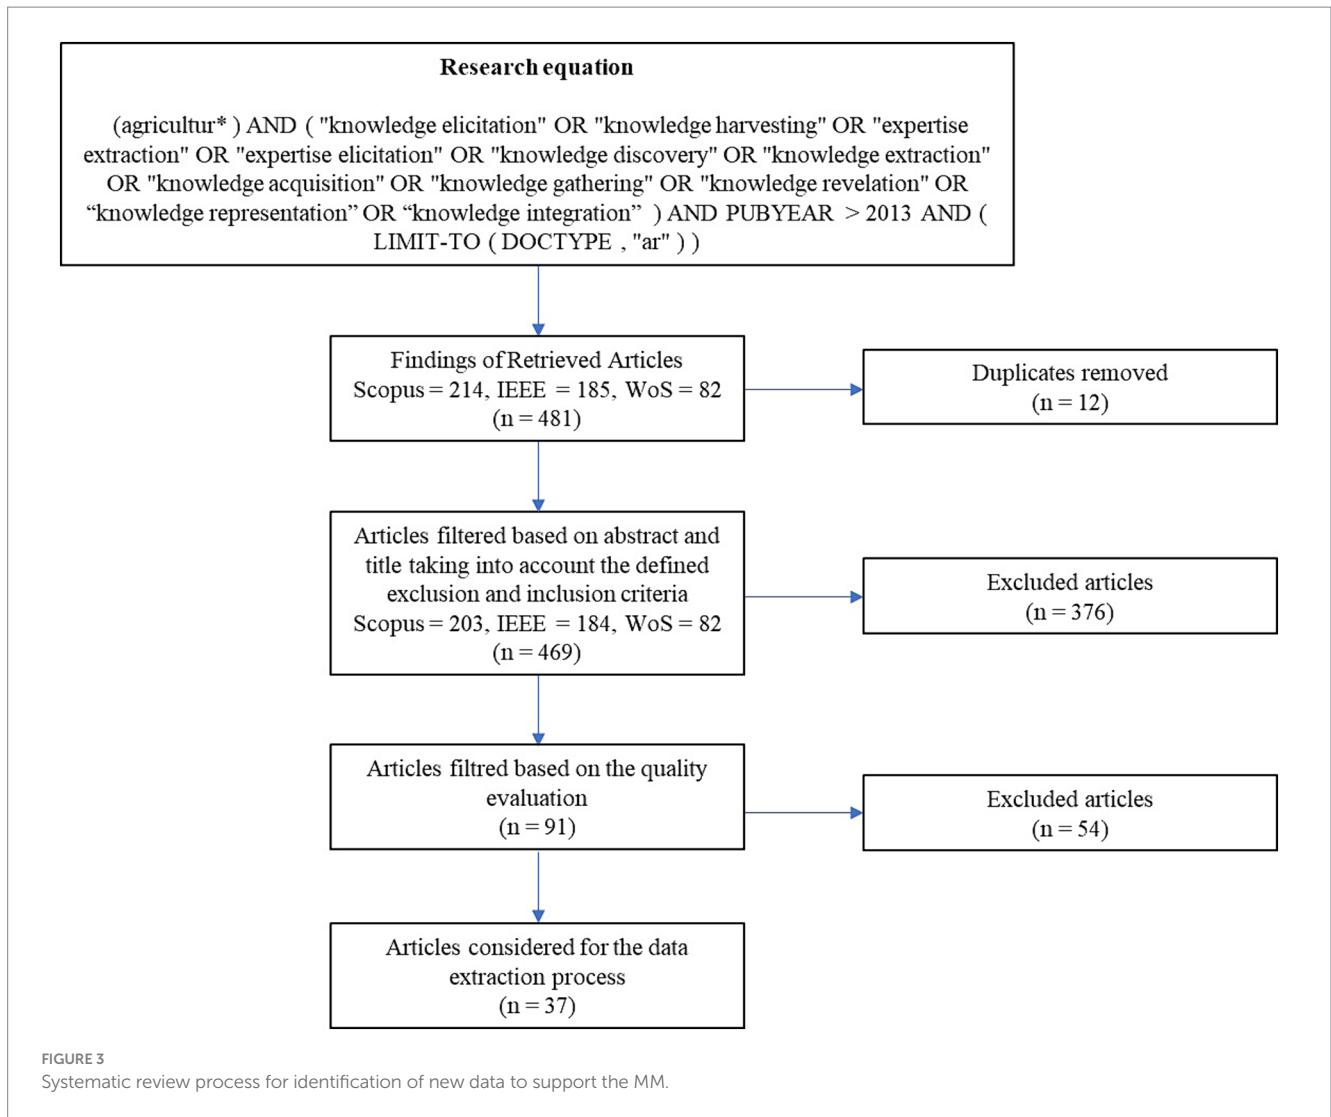 Research equation
(agricultur* ) AND ( "knowledge elicitation" OR "knowledge harvesting" OR "expertise
extraction" OR "expertise elicitation" OR "knowledge discovery" OR "knowledge extraction"
OR "knowledge acquisition" OR "knowledge gathering" OR "knowledge revelation" OR
“knowledge representation” OR “knowledge integration” ) AND PUBYEAR > 2013 AND (
LIMIT-TO ( DOCTYPE , "ar" ) )
Findings of Retrieved Articles
Scopus = 214, IEEE = 185, WoS = 82
(n = 481)
Duplicates removed
(n = 12)
Articles filtered based on abstract and
title taking into account the defined
exclusion and inclusion criteria
Scopus = 203, IEEE = 184, WoS = 82
(n = 469)
Excluded articles
(n = 376)
Articles filtred based on the quality
evaluation
(n = 91)
Excluded articles
(n = 54)
Articles considered for the data
extraction process
(n = 37)
FIGURE 3
Systematic review process for identification of new data to support the MM.